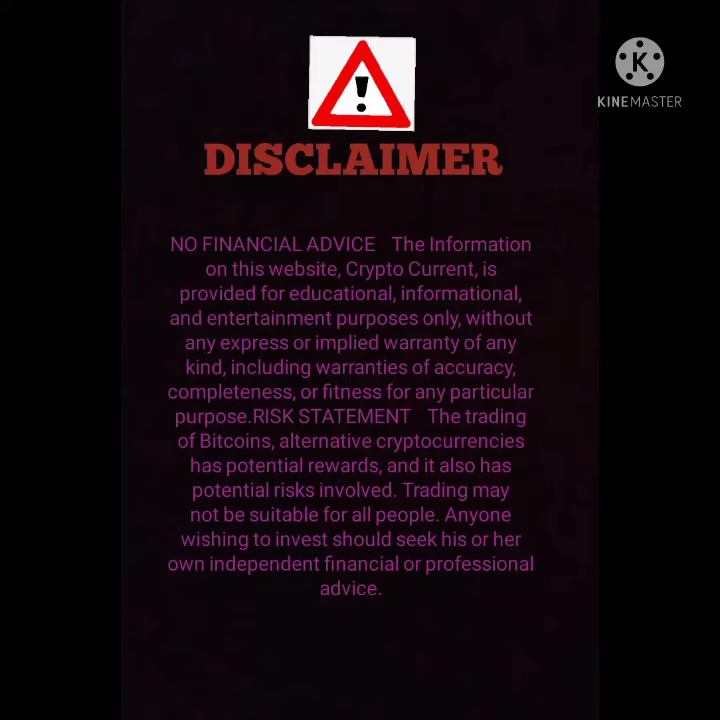 KINEMASTER
DISCLAIMER
NO FINANCIAL ADVICE The Information
on this website, Crypto Current, is
provided for educational, informational,
and entertainment purposes only, without
any express or implied warranty of any
kind, including warranties of accuracy,
completeness, or fitness for any particular
purpose.RISK STATEMENT The trading
of Bitcoins, alternative cryptocurrencies
has potential rewards, and it also has
potential risks involved. Trading may
not be suitable for all people. Anyone
wishing to invest should seek his or her
own independent financial or professional
advice.